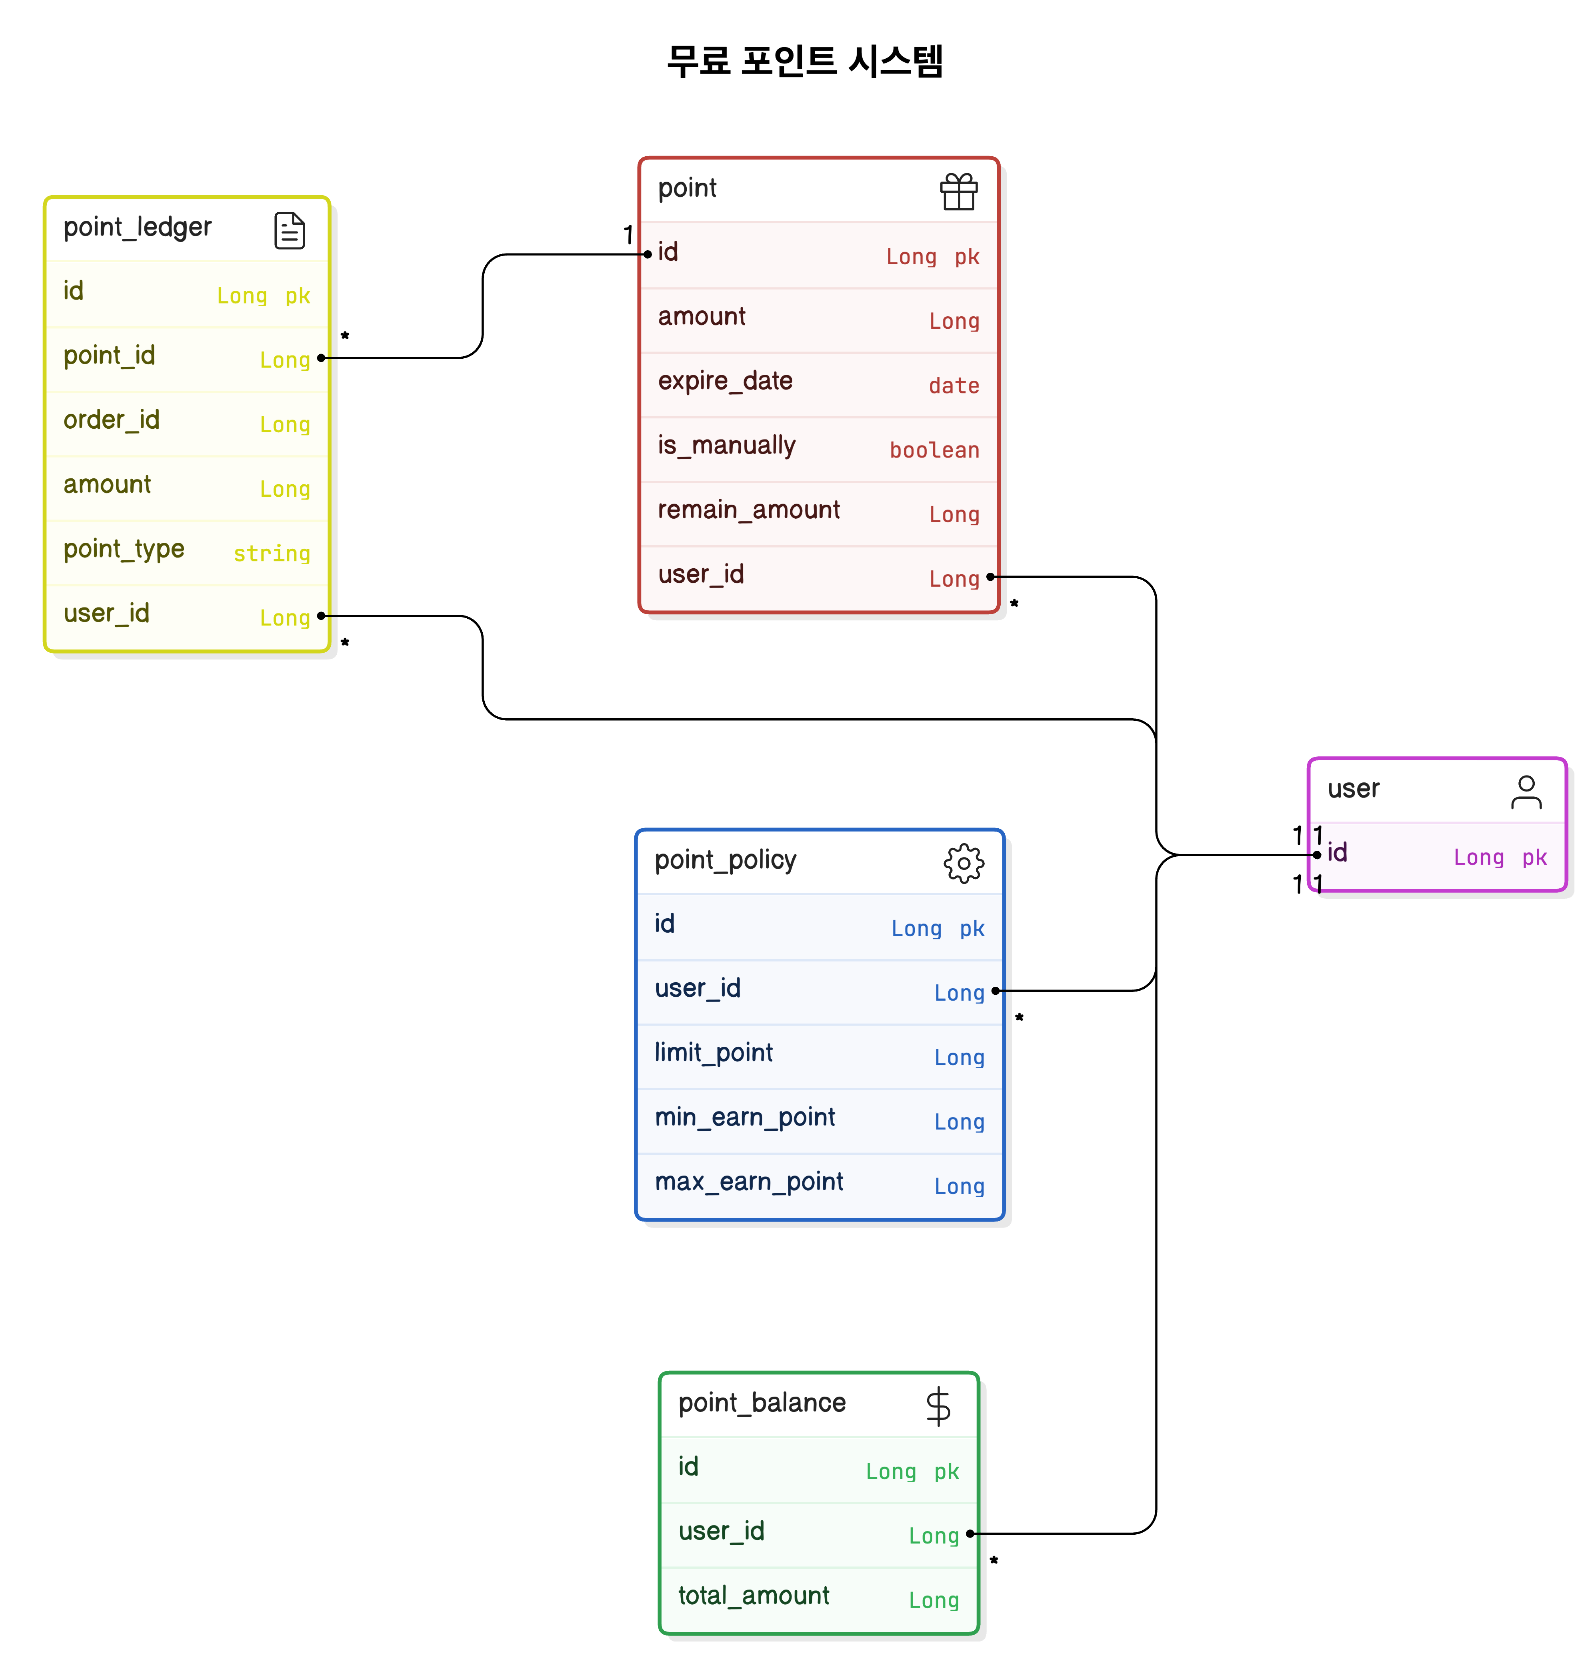 무료 포인트 시스템
point_ledger
id Long pk
point_id Long *
order_id Long
amount Long
point_type string
user_id Long *
point
1
id Long pk
amount Long
expire_date date
is_manually boolean
remain_amount Long
user_id Long *
user
1 1
id Long pk
1 1
point_policy
id Long pk
user_id Long *
limit_point Long
min_earn_point Long
max_earn_point Long
point_balance
$
id Long pk
user_id Long *
total_amount Long